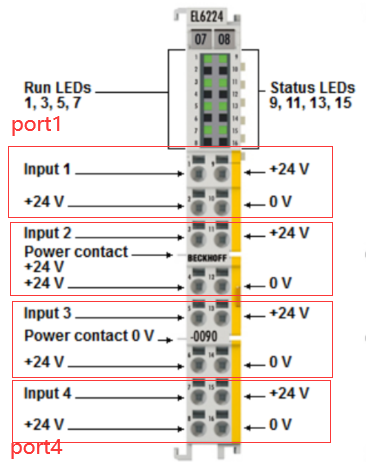 EL6224
07 08
Run LEDs
1, 3, 5, 7
Status LEDs
9, 11, 13, 15
port1
Input 1
+24 V
+24 V
0 V
Input 2
+24 V
Power contact
+24 V
BECKHOFF
+24 V
0 V
Input 3
+24 V
Power contact 0 V
-0090
+24 V
0 V
Input 4
+24 V
+24 V
0 V
port4